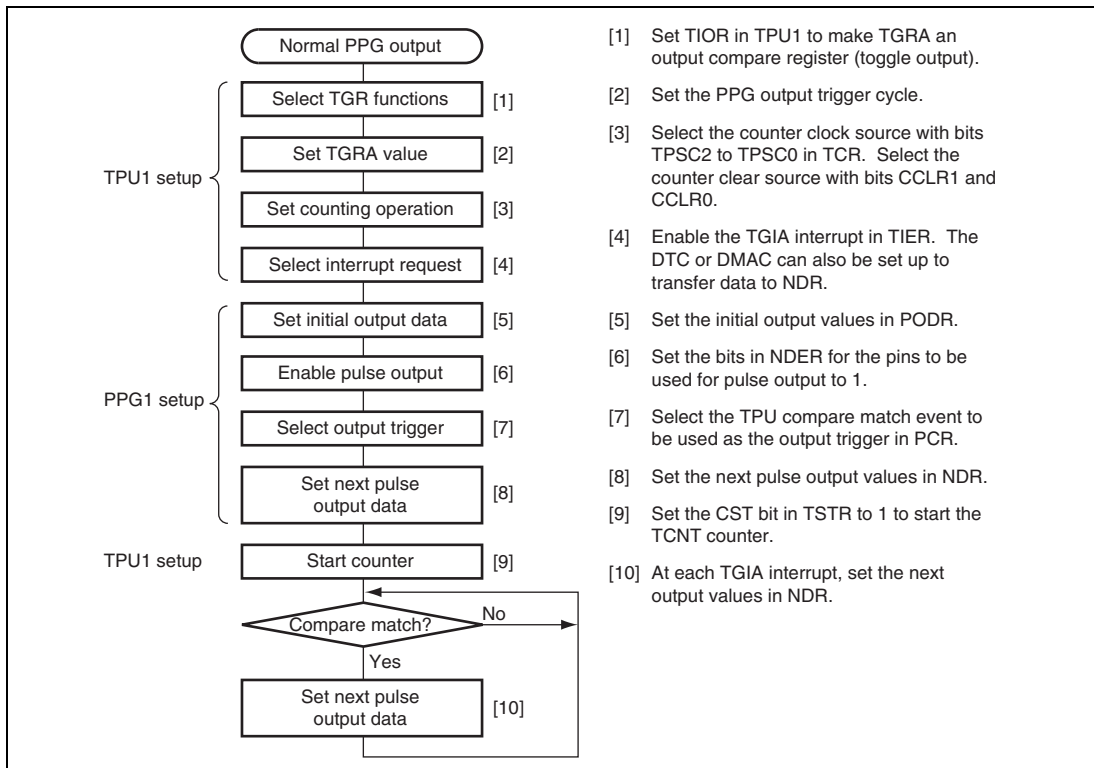 Normal PPG output
Select TGR functions [1]
Set TGRA value [2]
TPU1 setup
Set counting operation [3]
Select interrupt request [4]
Set initial output data [5]
Enable pulse output [6]
PPG1 setup
Select output trigger [7]
Set next pulse
output data
[8]
TPU1 setup
Start counter [9]
Compare match?
No
Yes
Set next pulse
output data
[10]
[1] Set TIOR in TPU1 to make TGRA an
output compare register (toggle output).
[2] Set the PPG output trigger cycle.
[3] Select the counter clock source with bits
TPSC2 to TPSC0 in TCR. Select the
counter clear source with bits CCLR1 and
CCLR0.
[4] Enable the TGIA interrupt in TIER. The
DTC or DMAC can also be set up to
transfer data to NDR.
[5] Set the initial output values in PODR.
[6] Set the bits in NDER for the pins to be
used for pulse output to 1.
[7] Select the TPU compare match event to
be used as the output trigger in PCR.
[8] Set the next pulse output values in NDR.
[9] Set the CST bit in TSTR to 1 to start the
TCNT counter.
[10] At each TGIA interrupt, set the next
output values in NDR.